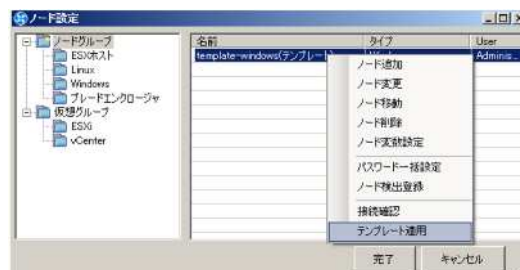 ノード設定
ノードグループ
ESXホスト
Linux
Windows
ブレードエンクロージャ
仮想グループ
ESXi
vCenter
名前 タイプ User
template-windows(テンプレート) Adminis...
ノード追加
ノード変更
ノード移動
ノード削除
ノード変数設定
パスワード一括設定
ノード検出登録
接続確認
テンプレート適用
完了 キャンセル